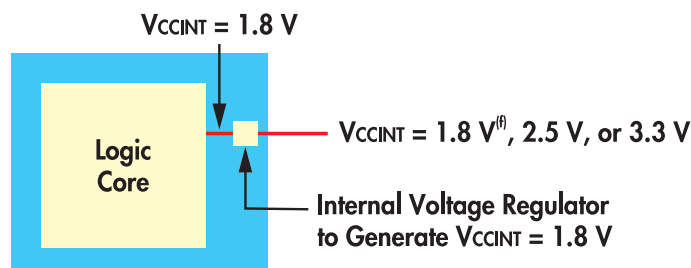 VCCINT = 1.8 V
Logic
Core
VCCINT = 1.8 V(f), 2.5 V, or 3.3 V
Internal Voltage Regulator
to Generate VCCINT = 1.8 V